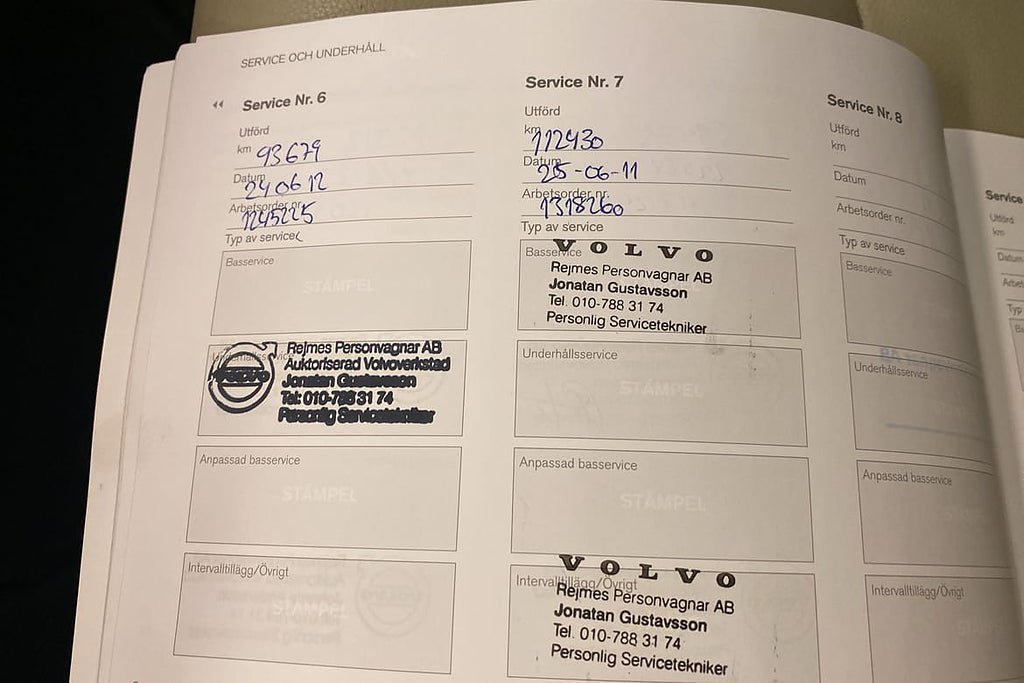 SERVICE OCH UNDERHÅLL
Service Nr. 6
Utförd
km 93679
Datum 240612
Arbetsorder nr. 1245225
Typ av service
Basservice
STÄMPEL
Underhållsservice
VOLVO
Rejmes Personvagnar AB
Auktoriserad Volvoverkstad
Jonatan Gustavsson
Tel: 010-788 31 74
Personlig Servicetekniker
Anpassad basservice
STÄMPEL
Intervalltillägg/Övrigt
STÄMPEL
Service Nr. 7
Utförd
km 112930
Datum 25-06-11
Arbetsorder nr. 1318260
Typ av service
Basservice
VOLVO
Rejmes Personvagnar AB
Jonatan Gustavsson
Tel. 010-788 31 74
Personlig Servicetekniker
Underhållsservice
STÄMPEL
Anpassad basservice
STÄMPEL
Intervalltillägg/Övrigt
VOLVO
Rejmes Personvagnar AB
Jonatan Gustavsson
Tel. 010-788 31 74
Personlig Servicetekniker
Service Nr. 8
Utförd
km
Datum
Arbetsorder nr.
Typ av service
Basservice
Underhållsservice
Anpassad basservice
Intervalltillägg/Övrigt
Service
Utförd
km
Datum